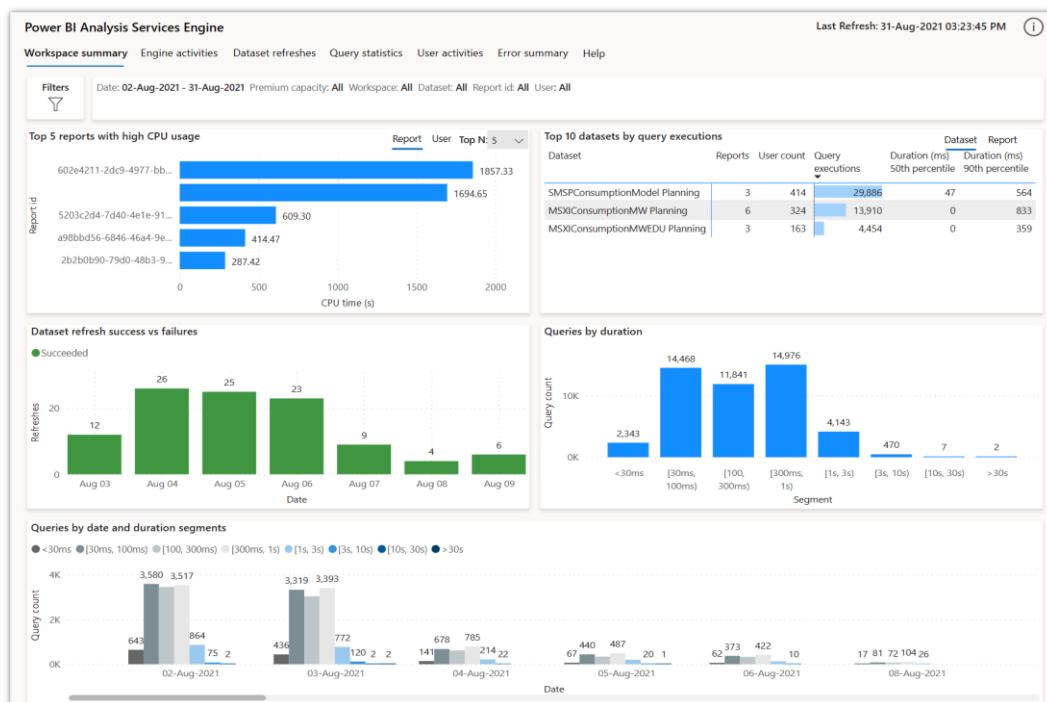 Power BI Analysis Services Engine
Last Refresh: 31-Aug-2021 03:23:45 PM
Workspace summary Engine activities Dataset refreshes Query statistics User activities Error summary Help
Filters
Date: 02-Aug-2021 - 31-Aug-2021 Premium capacity: All Workspace: All Dataset: All Report id: All User: All
Top 5 reports with high CPU usage
Report User Top N: 5
Report id
602e4211-2dc9-4977-bb... 1857.33
1694.65
5203c2d4-7d40-4e1e-91... 609.30
a98bbd56-6846-46a4-9e... 414.47
2b2b0b90-79d0-48b3-9... 287.42
0 500 1000 1500 2000
CPU time (s)
Top 10 datasets by query executions
Dataset Report
Dataset Reports User count Query executions Duration (ms) 50th percentile Duration (ms) 90th percentile
SMSPConsumptionModel Planning 3 414 29,886 47 564
MSXIConsumptionMW Planning 6 324 13,910 0 833
MSXIConsumptionMWEDU Planning 3 163 4,454 0 359
Dataset refresh success vs failures
Succeeded
Refreshes
20
0
12 26 25 23 9 4 6
Aug 03 Aug 04 Aug 05 Aug 06 Aug 07 Aug 08 Aug 09
Date
Queries by duration
Query count
10K
0K
2,343 14,468 11,841 14,976 4,143 470 7 2
<30ms [30ms, 100ms) [100, 300ms) [300ms, 1s) [1s, 3s) [3s, 10s) [10s, 30s) >30s
Segment
Queries by date and duration segments
<30ms [30ms, 100ms) [100, 300ms) [300ms, 1s) [1s, 3s) [3s, 10s) [10s, 30s) >30s
Query count
4K
2K
0K
643 3,580 3,517 864 75 2
436 3,319 3,393 772 120 2 2
141 678 785 214 22
67 440 487 20 1
62 373 422 10
17 81 72 104 26
02-Aug-2021 03-Aug-2021 04-Aug-2021 05-Aug-2021 06-Aug-2021 08-Aug-2021
Date